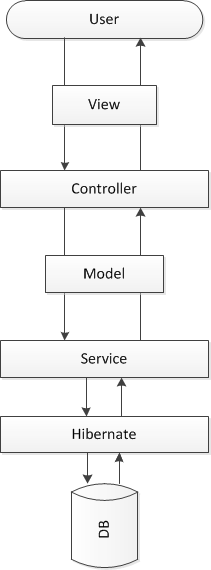 User
View
Controller
Model
Service
Hibernate
DB